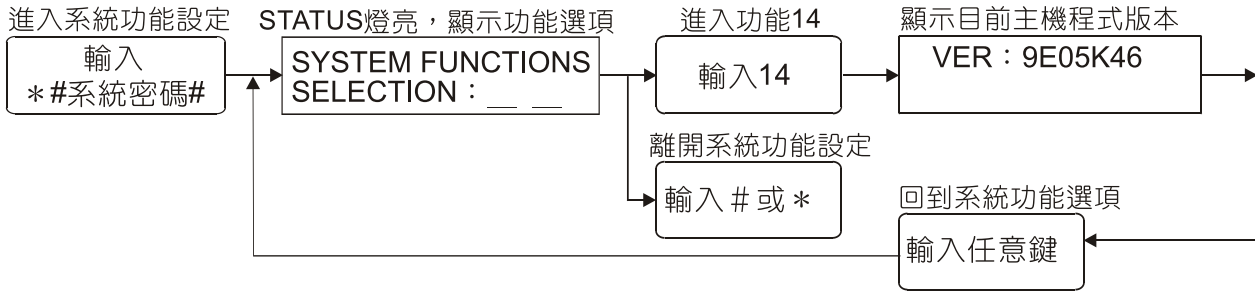 進入系統功能設定
輸入
＊#系統密碼#
STATUS燈亮，顯示功能選項
SYSTEM FUNCTIONS
SELECTION：__ __
進入功能14
輸入14
顯示目前主機程式版本
VER：9E05K46
離開系統功能設定
輸入＃或＊
回到系統功能選項
輸入任意鍵